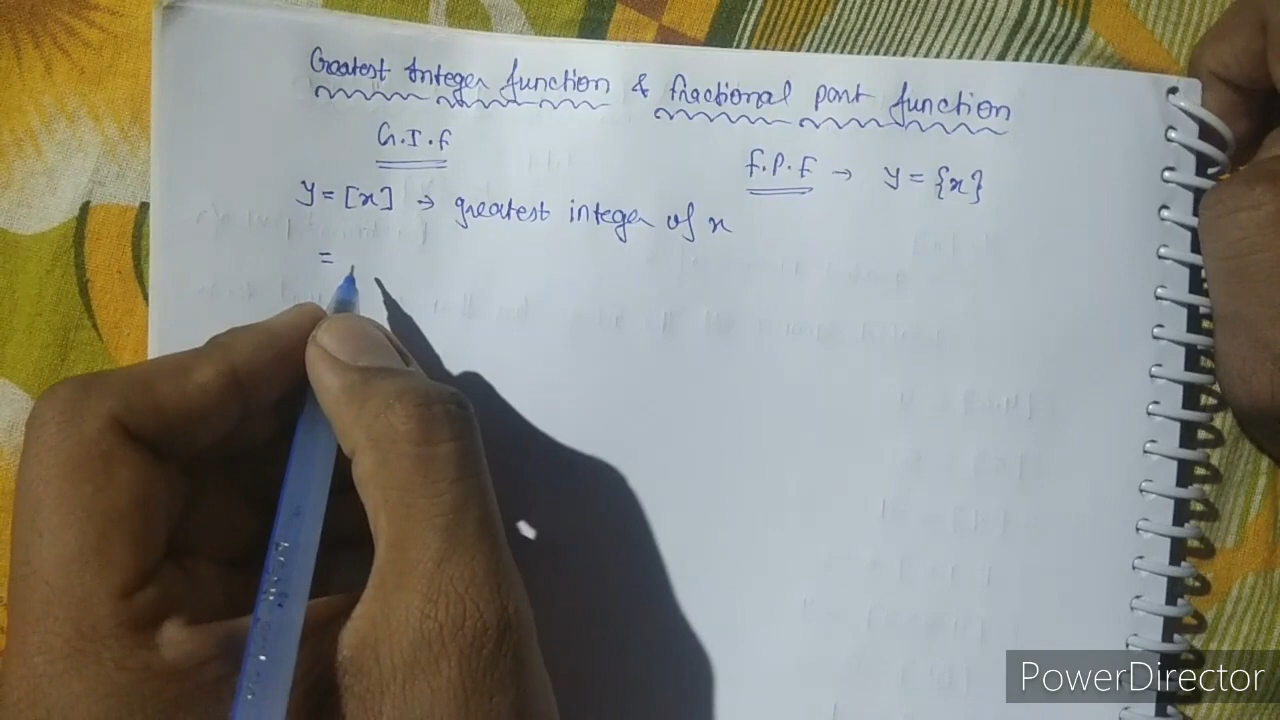 Greatest Integer function & fractional part function
G.I.F
F.P.F → y = {x}
y = [x] → greatest integer of x
=
PowerDirector